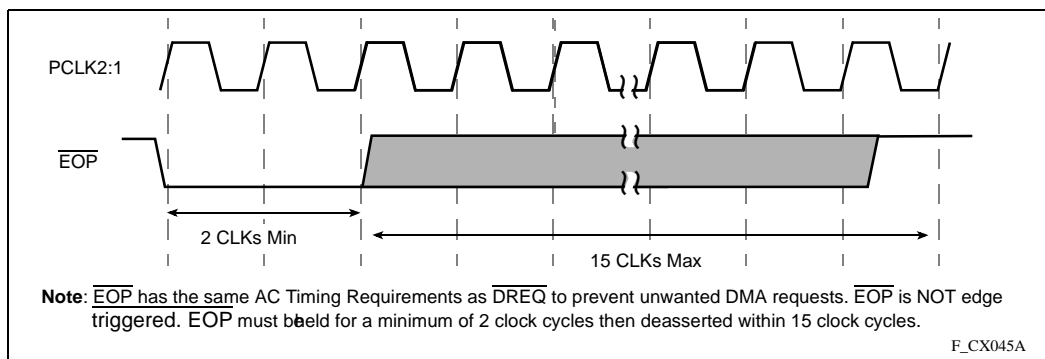 PCLK2:1
EOP
2 CLKs Min
15 CLKs Max
Note: EOP has the same AC Timing Requirements as DREQ to prevent unwanted DMA requests. EOP is NOT edge
triggered. EOP must be held for a minimum of 2 clock cycles then deasserted within 15 clock cycles.
F_CX045A